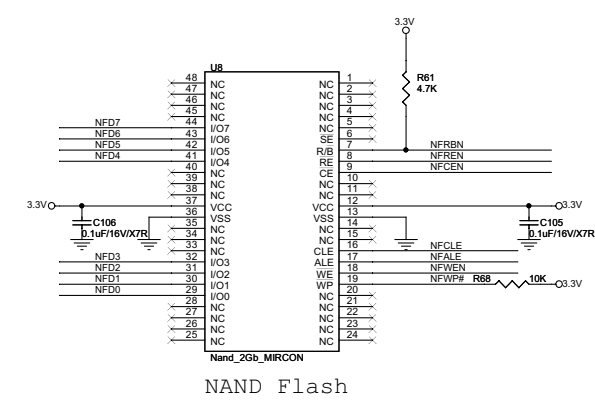 3.3V
U8
R61
4.7K
48 NC NC 1
47 NC NC 2
46 NC NC 3
45 NC NC 4
NFD7 44 I/O7 NC 5
NFD6 43 I/O6 SE 6
NFD5 42 I/O5 R/B 7 NFRBN
NFD4 41 I/O4 RE 8 NFREN
40 NC CE 9 NFCEN
39 NC NC 10
38 NC NC 11
3.3V 37 VCC VCC 12 3.3V
36 VSS VSS 13
C106
0.1uF/16V/X7R
C105
0.1uF/16V/X7R
35 NC NC 14
34 NC NC 15
33 NC CLE 16 NFCLE
NFD3 32 I/O3 ALE 17 NFALE
NFD2 31 I/O2 WE 18 NFWEN
NFD1 30 I/O1 WP 19 NFWP# R68 10K 3.3V
NFD0 29 I/O0 NC 20
28 NC NC 21
27 NC NC 22
26 NC NC 23
25 NC NC 24
Nand_2Gb_MIRCON
NAND Flash